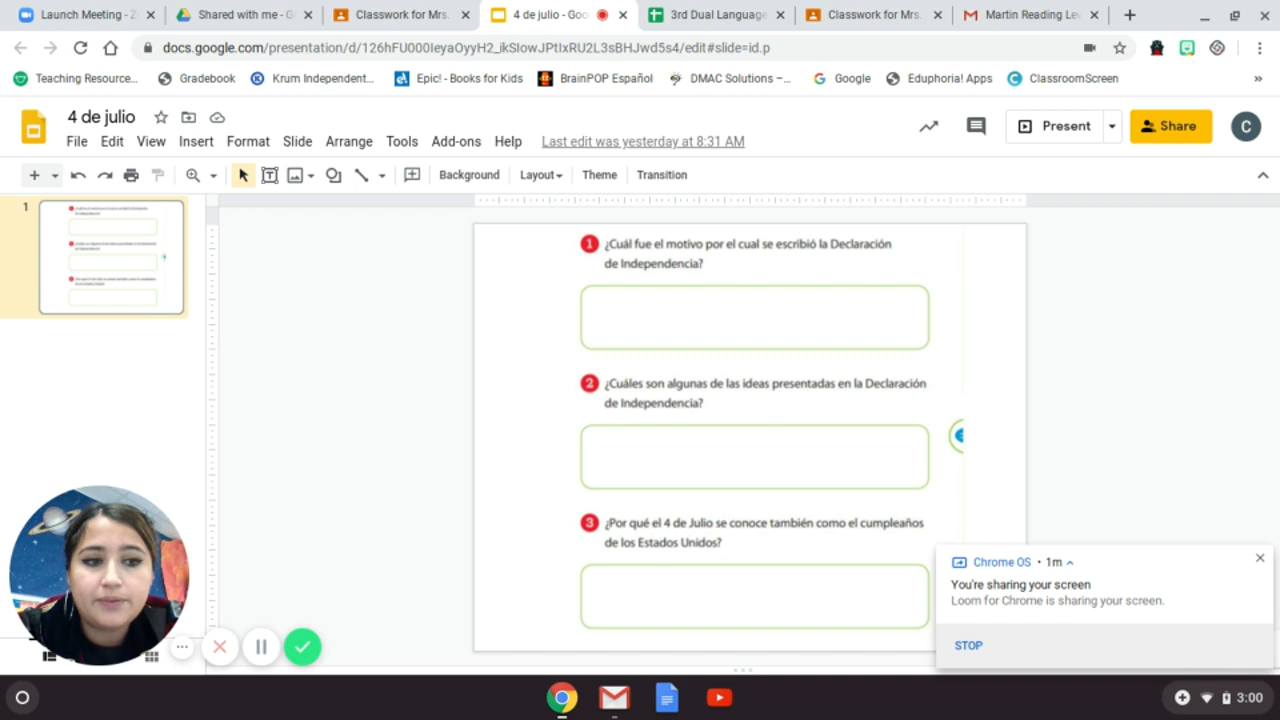 Launch Meeting - Z
Shared with me - G
Classwork for Mrs.
4 de julio - Goo
3rd Dual Language
Classwork for Mrs.
Martin Reading Le
docs.google.com/presentation/d/126hFU000IeyaOyyH2_ikSIowJPtIxRU2L3sBHJwd5s4/edit#slide=id.p
Teaching Resource...
Gradebook
Krum Independent...
Epic! - Books for Kids
BrainPOP Español
DMAC Solutions –...
Google
Eduphoria! Apps
ClassroomScreen
4 de julio
Present
Share
C
File Edit View Insert Format Slide Arrange Tools Add-ons Help Last edit was yesterday at 8:31 AM
Background Layout Theme Transition
1
1 ¿Cuál fue el motivo por el cual se escribió la Declaración
de Independencia?
2 ¿Cuáles son algunas de las ideas presentadas en la Declaración
de Independencia?
3 ¿Por qué el 4 de Julio se conoce también como el cumpleaños
de los Estados Unidos?
Chrome OS • 1m
You're sharing your screen
Loom for Chrome is sharing your screen.
STOP
3:00